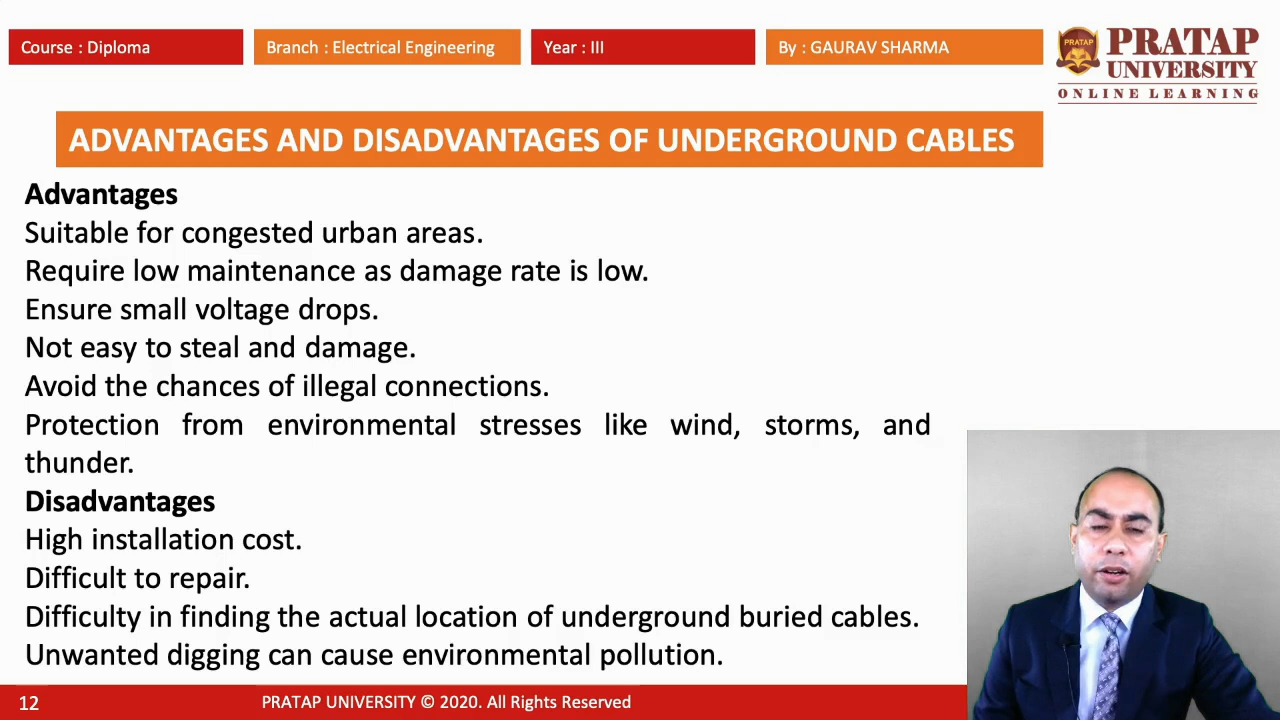 Course : Diploma
Branch : Electrical Engineering
Year : III
By : GAURAV SHARMA
PRATAP
PRATAP
UNIVERSITY
ONLINE LEARNING
ADVANTAGES AND DISADVANTAGES OF UNDERGROUND CABLES
Advantages
Suitable for congested urban areas.
Require low maintenance as damage rate is low.
Ensure small voltage drops.
Not easy to steal and damage.
Avoid the chances of illegal connections.
Protection from environmental stresses like wind, storms, and
thunder.
Disadvantages
High installation cost.
Difficult to repair.
Difficulty in finding the actual location of underground buried cables.
Unwanted digging can cause environmental pollution.
12
PRATAP UNIVERSITY © 2020. All Rights Reserved